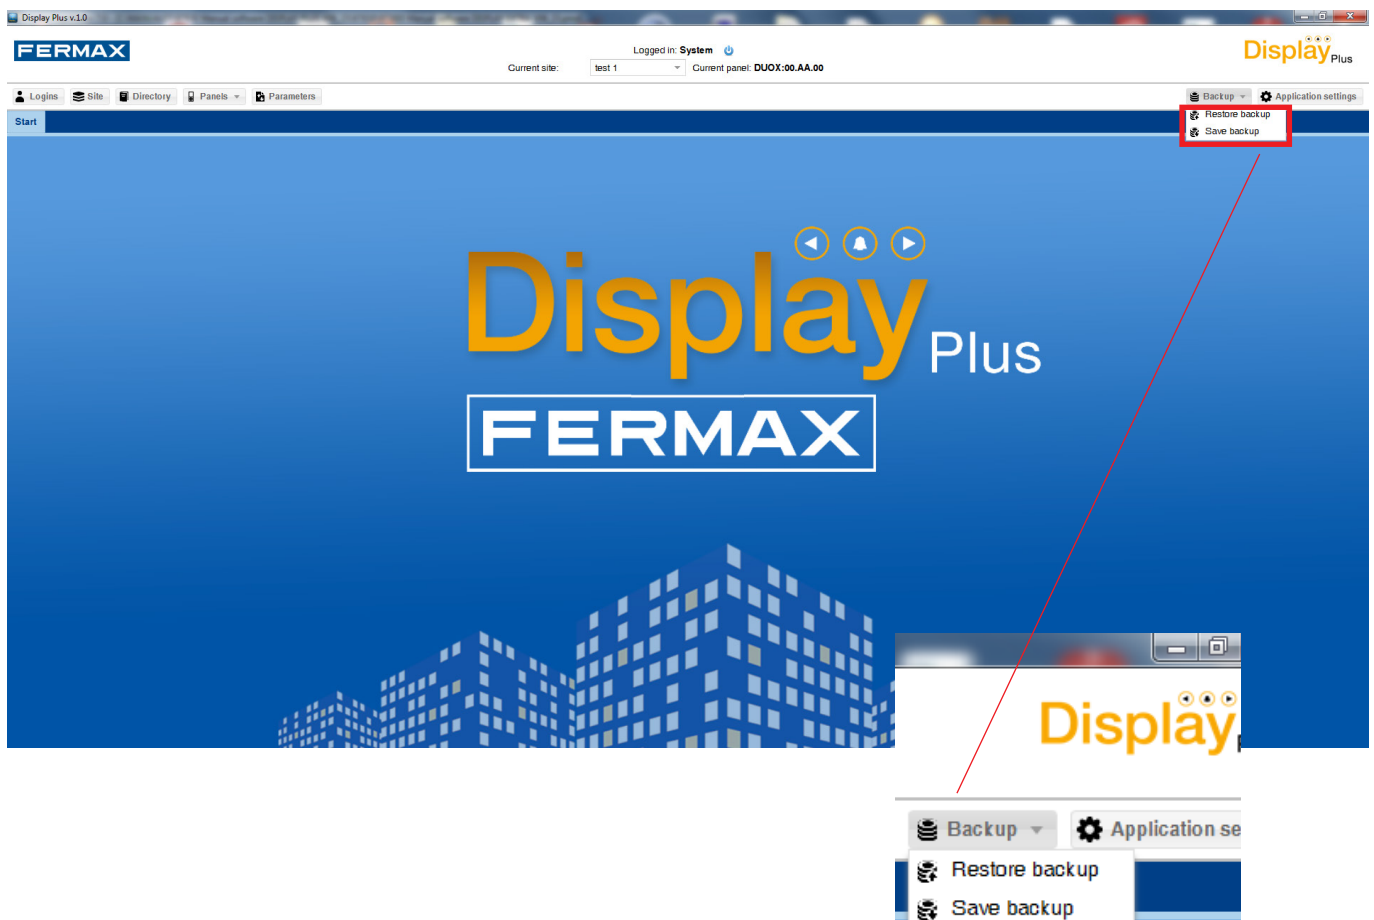 Display Plus v.1.0
FERMAX
Logged in: System
Display Plus
Current site: test 1 Current panel: DUOX:00.AA.00
Logins Site Directory Panels Parameters Backup Application settings
Start
Restore backup
Save backup
Display Plus
FERMAX
Display
Backup Application se
Restore backup
Save backup